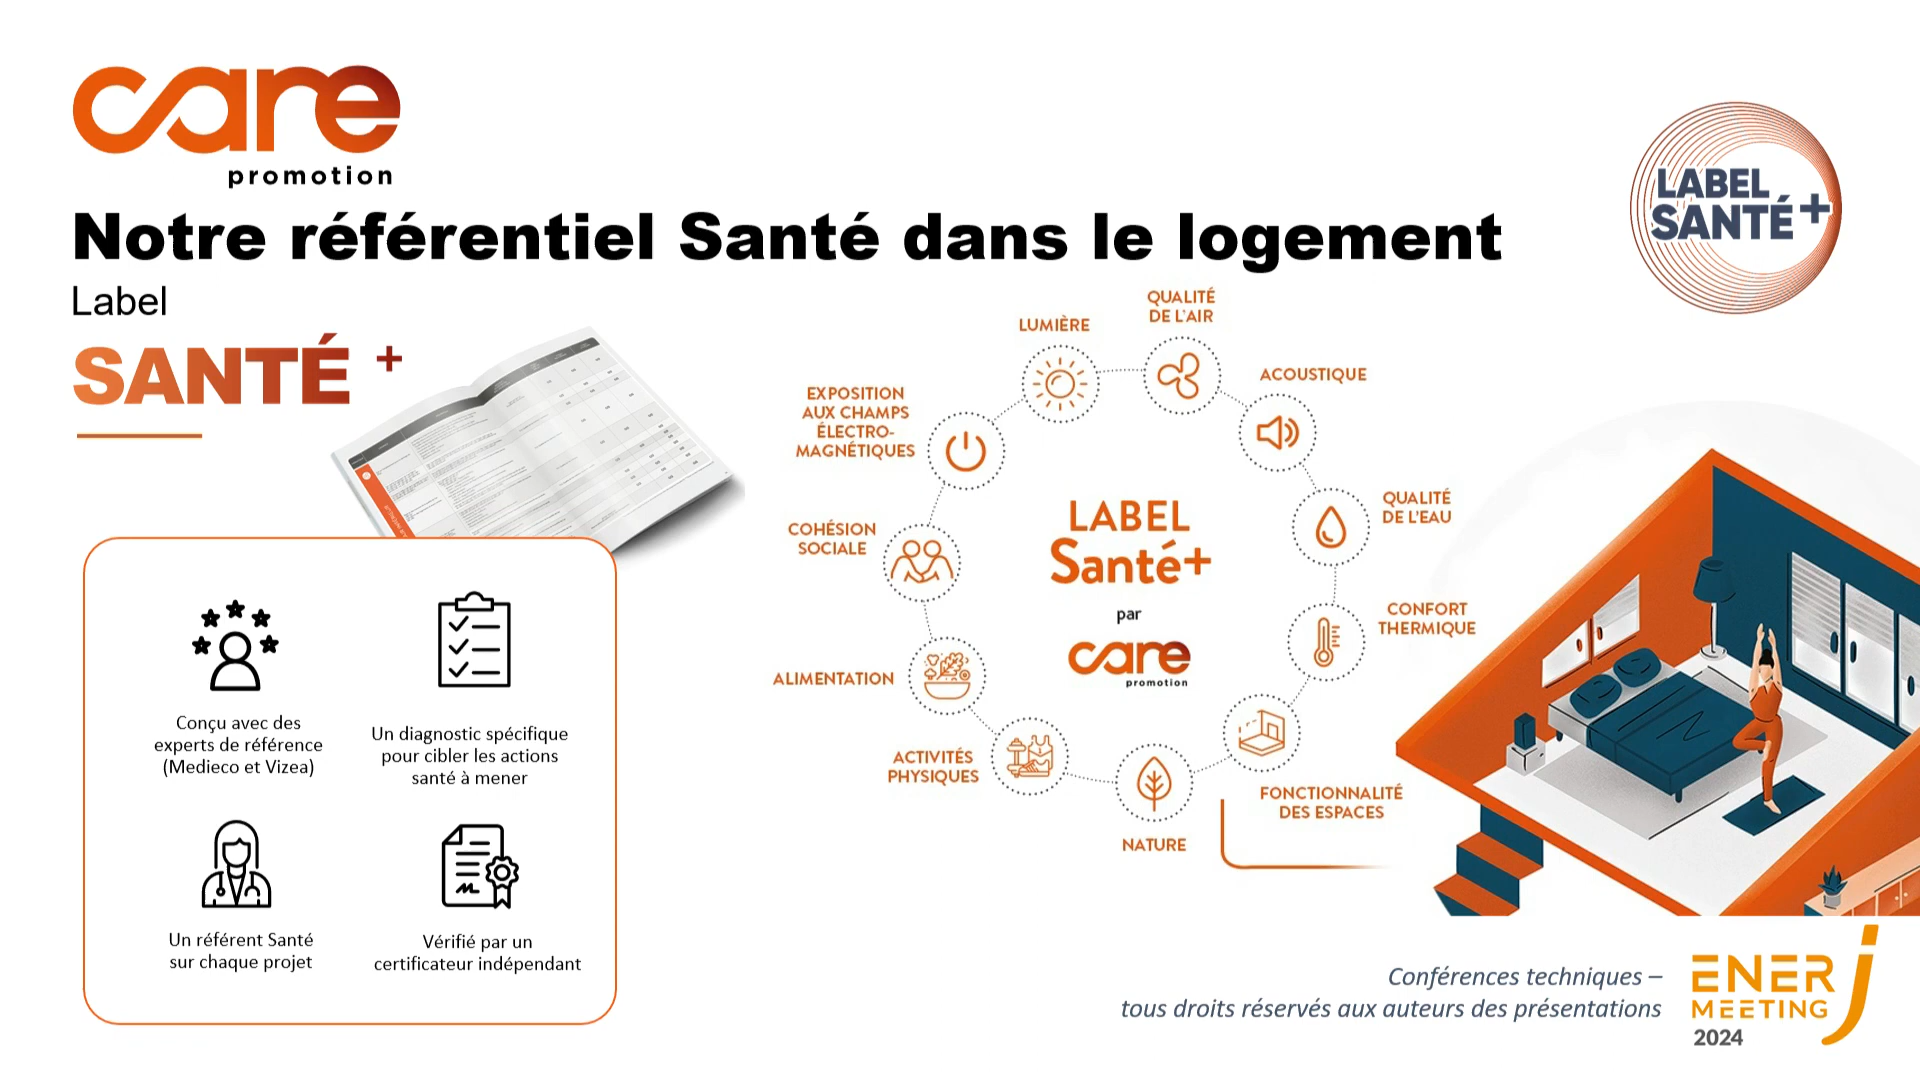 care
promotion
Notre référentiel Santé dans le logement
Label
SANTÉ +
LABEL
SANTÉ+
Conçu avec des
experts de référence
(Medieco et Vizea)
Un diagnostic spécifique
pour cibler les actions
santé à mener
Un référent Santé
sur chaque projet
Vérifié par un
certificateur indépendant
LUMIÈRE
QUALITÉ
DE L'AIR
ACOUSTIQUE
QUALITÉ
DE L'EAU
CONFORT
THERMIQUE
FONCTIONNALITÉ
DES ESPACES
NATURE
ACTIVITÉS
PHYSIQUES
ALIMENTATION
COHÉSION
SOCIALE
EXPOSITION
AUX CHAMPS
ÉLECTRO-
MAGNÉTIQUES
LABEL
Santé+
par
care
promotion
Conférences techniques –
tous droits réservés aux auteurs des présentations
ENERJ
MEETING
2024